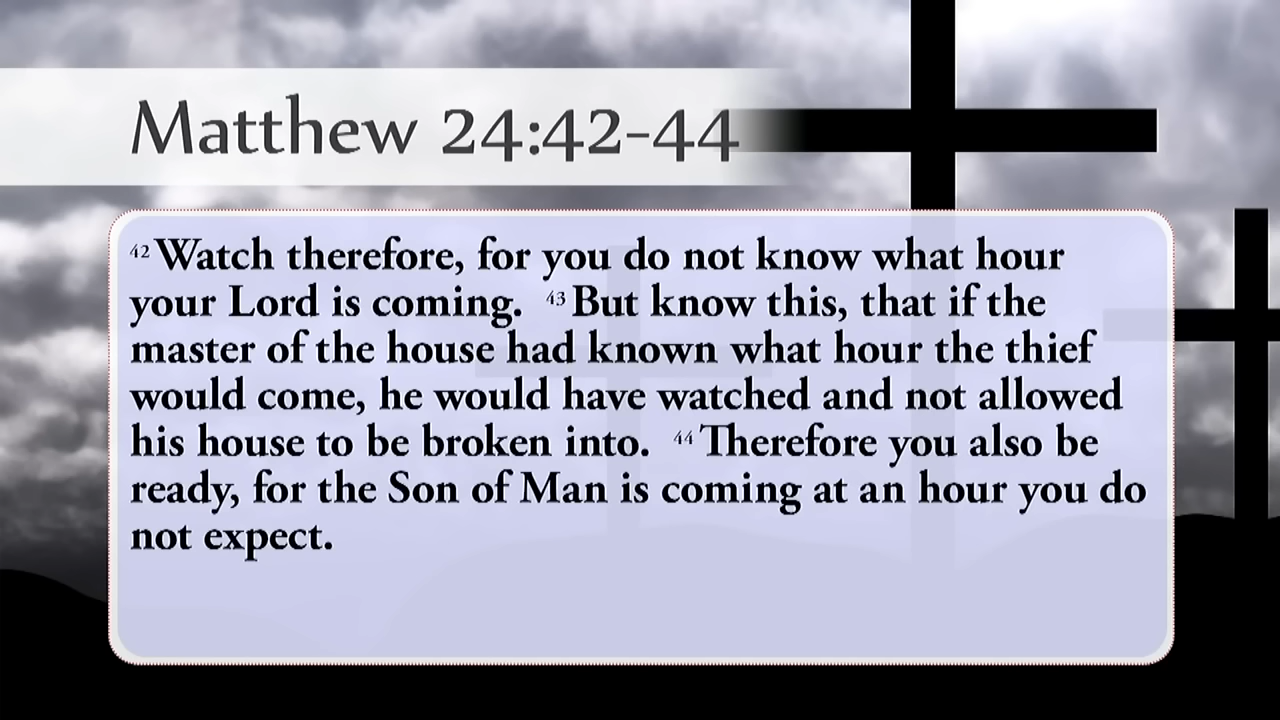 Matthew 24:42-44
42 Watch therefore, for you do not know what hour
your Lord is coming. 43 But know this, that if the
master of the house had known what hour the thief
would come, he would have watched and not allowed
his house to be broken into. 44 Therefore you also be
ready, for the Son of Man is coming at an hour you do
not expect.